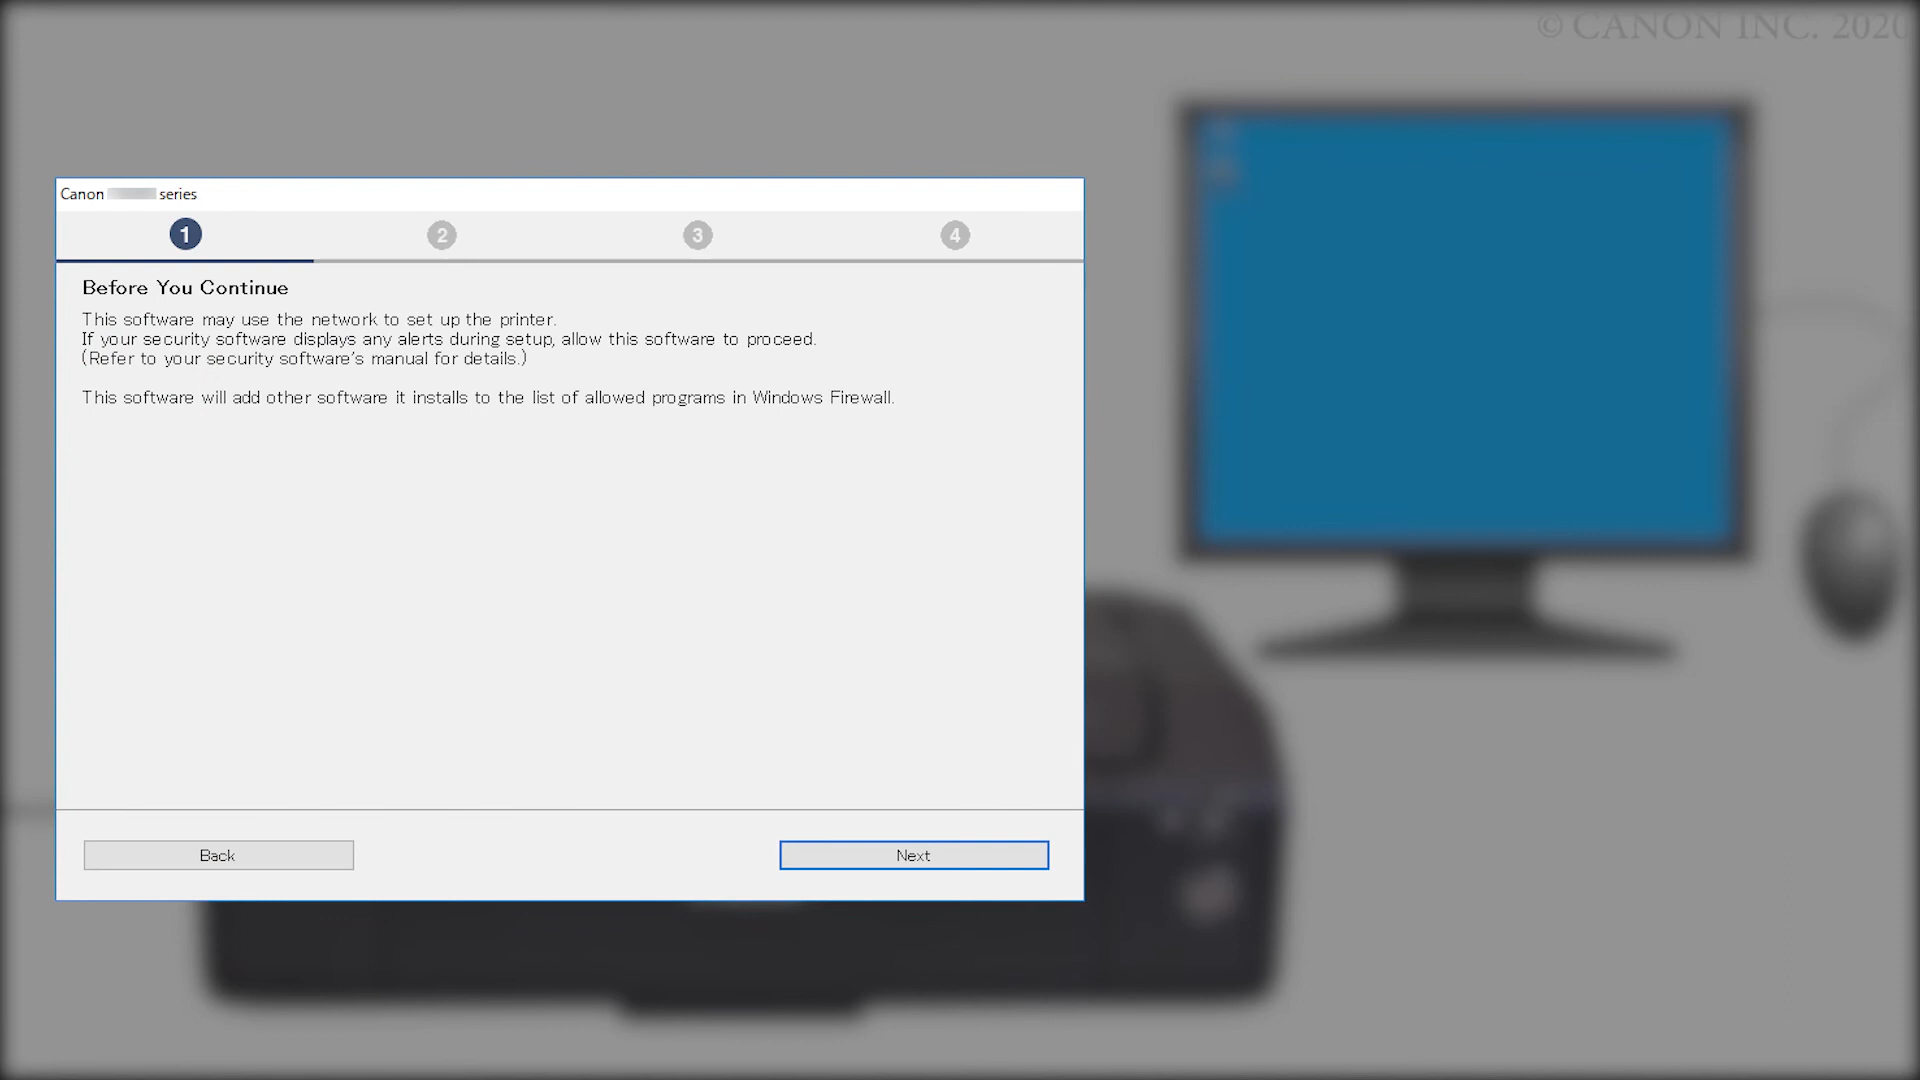 © CANON INC. 2020
Canon series
1
2
3
4
Before You Continue
This software may use the network to set up the printer.
If your security software displays any alerts during setup, allow this software to proceed.
(Refer to your security software's manual for details.)
This software will add other software it installs to the list of allowed programs in Windows Firewall.
Back
Next